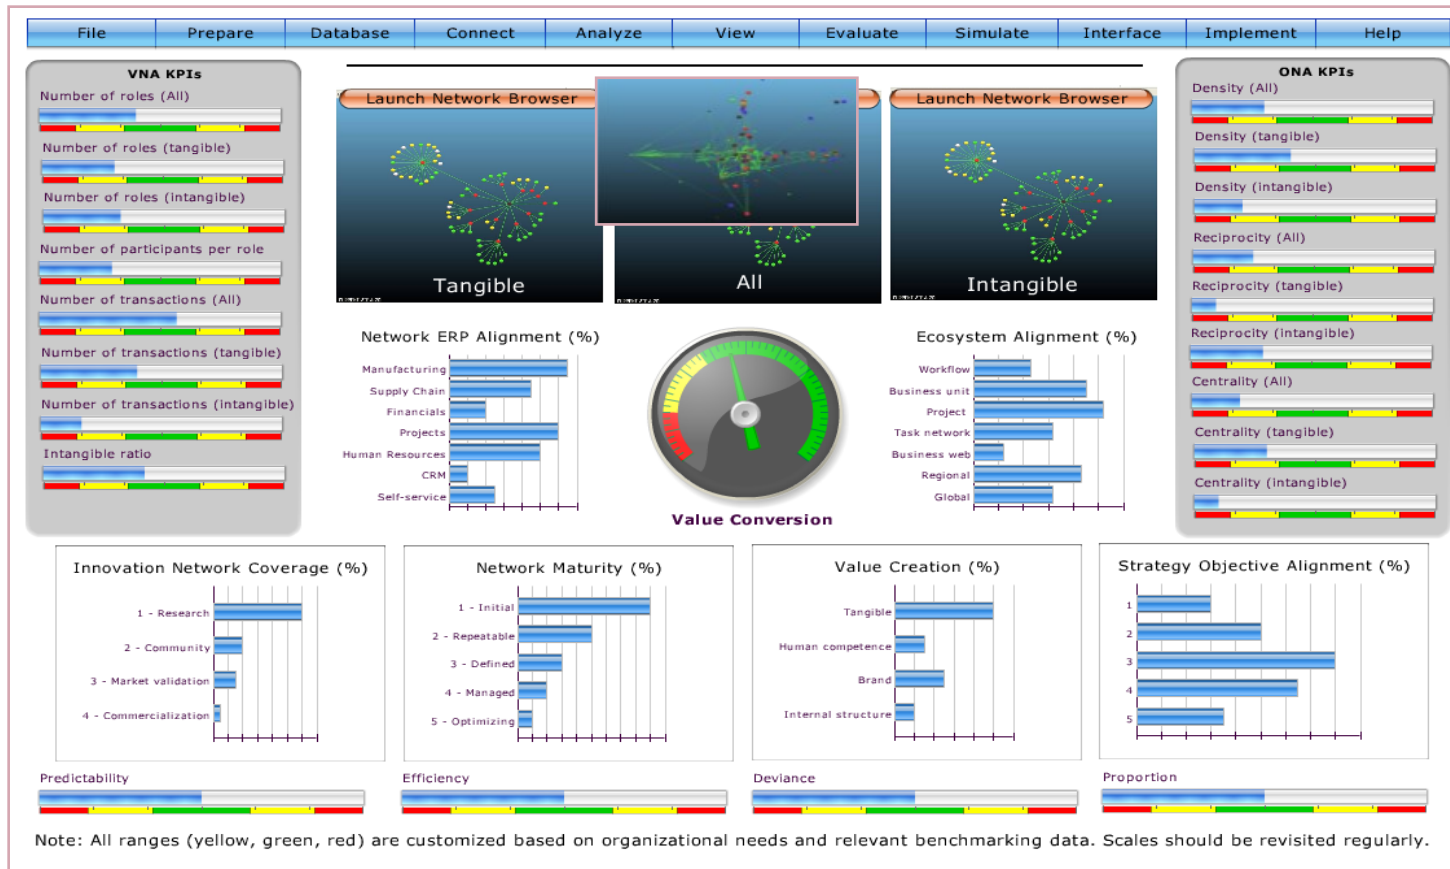 File Prepare Database Connect Analyze View Evaluate Simulate Interface Implement Help
VNA KPIs
Number of roles (All)
Number of roles (tangible)
Number of roles (intangible)
Number of participants per role
Number of transactions (All)
Number of transactions (tangible)
Number of transactions (intangible)
Intangible ratio
Launch Network Browser
Tangible
All
Launch Network Browser
Intangible
ONA KPIs
Density (All)
Density (tangible)
Density (intangible)
Reciprocity (All)
Reciprocity (tangible)
Reciprocity (intangible)
Centrality (All)
Centrality (tangible)
Centrality (intangible)
Network ERP Alignment (%)
Manufacturing
Supply Chain
Financials
Projects
Human Resources
CRM
Self-service
Value Conversion
Ecosystem Alignment (%)
Workflow
Business unit
Project
Task network
Business web
Regional
Global
Innovation Network Coverage (%)
1 - Research
2 - Community
3 - Market validation
4 - Commercialization
Network Maturity (%)
1 - Initial
2 - Repeatable
3 - Defined
4 - Managed
5 - Optimizing
Value Creation (%)
Tangible
Human competence
Brand
Internal structure
Strategy Objective Alignment (%)
1
2
3
4
5
Predictability
Efficiency
Deviance
Proportion
Note: All ranges (yellow, green, red) are customized based on organizational needs and relevant benchmarking data. Scales should be revisited regularly.